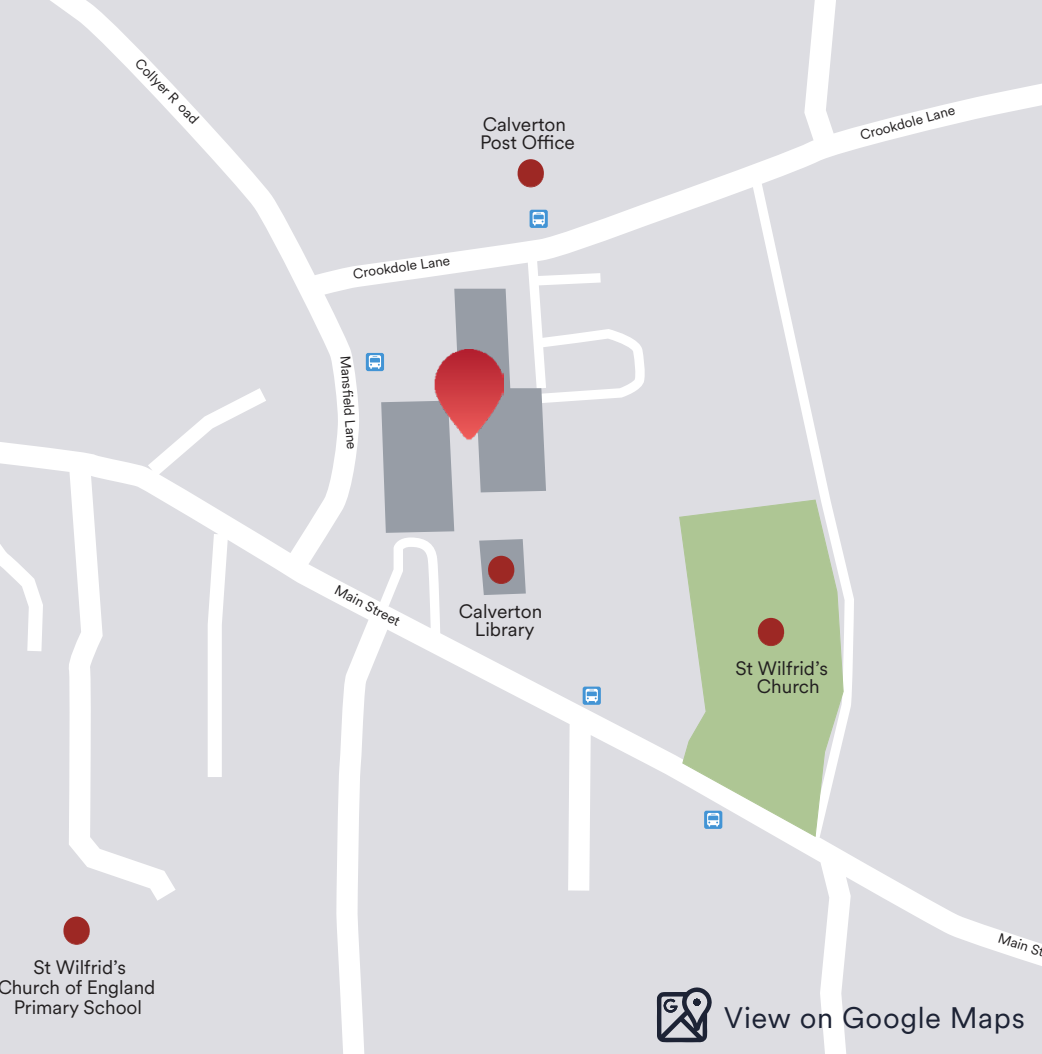 Collyer R oad
Calverton
Post Office
Crookdole Lane
Crookdole Lane
Mansfield Lane
Main Street
Calverton
Library
St Wilfrid's
Church
St Wilfrid's
Church of England
Primary School
Main St
G
View on Google Maps